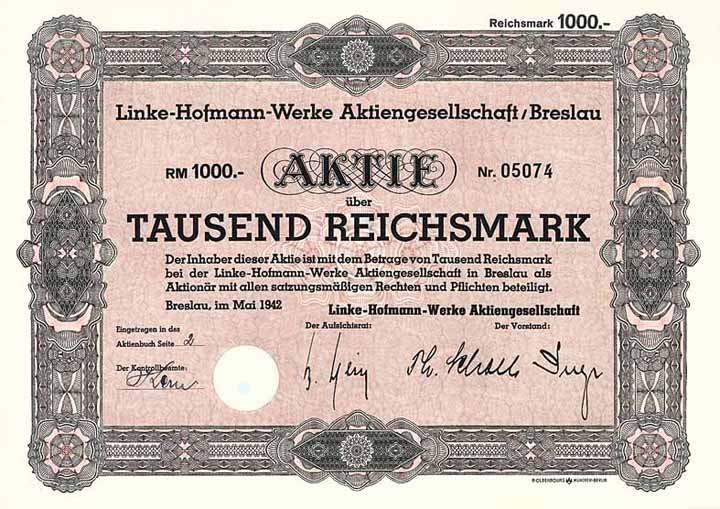 Reichsmark 1000.-
Linke-Hofmann-Werke Aktiengesellschaft/Breslau
RM 1000.- AKTIE Nr. 05074
über
TAUSEND REICHSMARK
Der Inhaber dieser Aktie ist mit dem Betrage von Tausend Reichsmark
bei der Linke-Hofmann-Werke Aktiengesellschaft in Breslau als
Aktionär mit allen satzungsmäßigen Rechten und Pflichten beteiligt.
Breslau, im Mai 1942 Linke-Hofmann-Werke Aktiengesellschaft
Eingetragen in das Der Aufsichtsrat: Der Vorstand:
Aktienbuch Seite 2
Der Kontrollbeamte:
R. OLDENBOURG MÜNCHEN-BERLIN